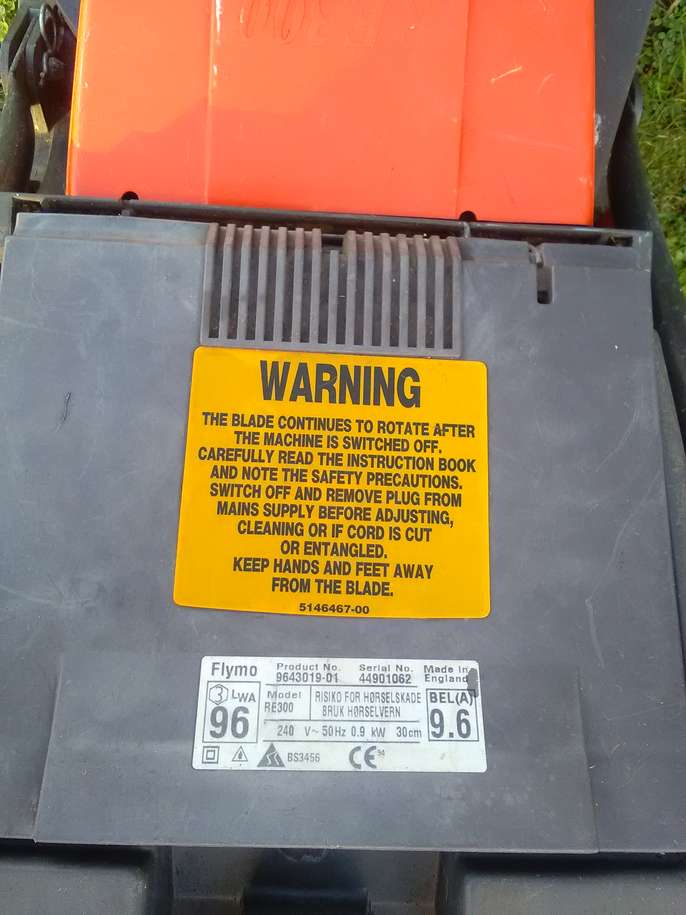 WARNING
THE BLADE CONTINUES TO ROTATE AFTER
THE MACHINE IS SWITCHED OFF.
CAREFULLY READ THE INSTRUCTION BOOK
AND NOTE THE SAFETY PRECAUTIONS.
SWITCH OFF AND REMOVE PLUG FROM
MAINS SUPPLY BEFORE ADJUSTING,
CLEANING OR IF CORD IS CUT
OR ENTANGLED.
KEEP HANDS AND FEET AWAY
FROM THE BLADE.
5146467-00
Flymo Product No. Serial No. Made in
9643019-01 44901062 England
3 LWA Model RISIKO FOR HØRSELSKADE BEL(A)
96 RE300 BRUK HØRSELVERN 9.6
240 V~ 50Hz 0.9 kW 30cm
BS3456 CE 94